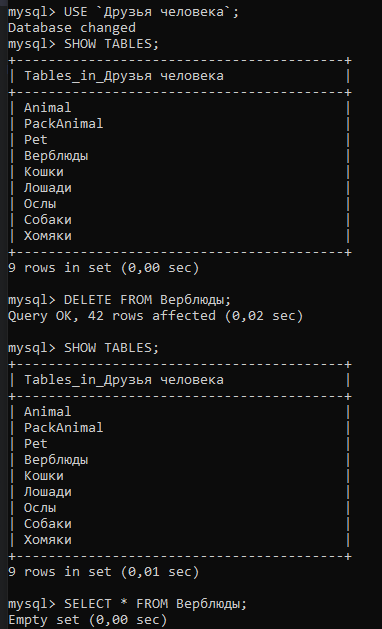 mysql> USE `Друзья человека`;
Database changed
mysql> SHOW TABLES;
+-----------------------------------------+
| Tables_in_Друзья человека               |
+-----------------------------------------+
| Animal                                  |
| PackAnimal                              |
| Pet                                     |
| Верблюды                                |
| Кошки                                   |
| Лошади                                  |
| Ослы                                    |
| Собаки                                  |
| Хомяки                                  |
+-----------------------------------------+
9 rows in set (0,00 sec)
mysql> DELETE FROM Верблюды;
Query OK, 42 rows affected (0,02 sec)
mysql> SHOW TABLES;
+-----------------------------------------+
| Tables_in_Друзья человека               |
+-----------------------------------------+
| Animal                                  |
| PackAnimal                              |
| Pet                                     |
| Верблюды                                |
| Кошки                                   |
| Лошади                                  |
| Ослы                                    |
| Собаки                                  |
| Хомяки                                  |
+-----------------------------------------+
9 rows in set (0,01 sec)
mysql> SELECT * FROM Верблюды;
Empty set (0,00 sec)